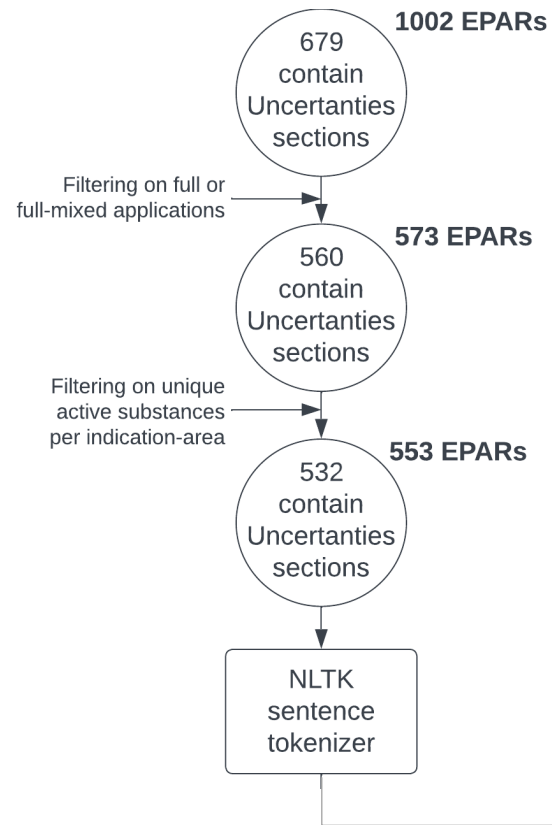 1002 EPARs
679
contain
Uncertanties
sections
Filtering on full or
full-mixed applications
573 EPARs
560
contain
Uncertanties
sections
Filtering on unique
active substances
per indication-area
553 EPARs
532
contain
Uncertanties
sections
NLTK
sentence
tokenizer